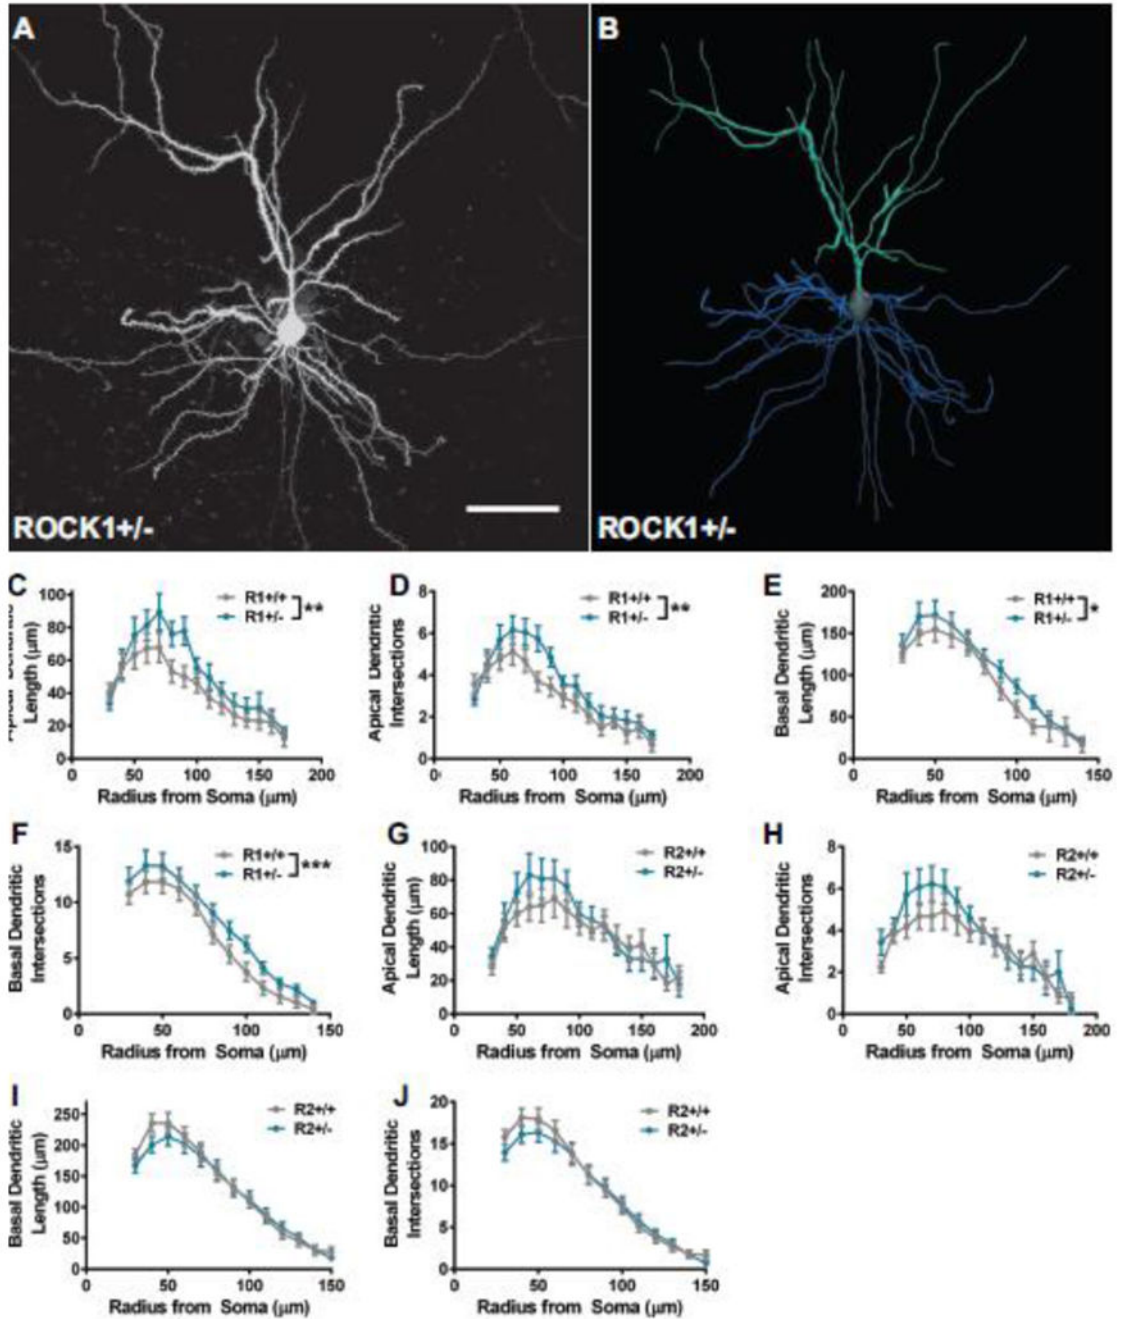 A
B
ROCK1+/-
ROCK1+/-
C
R1+/+
R1+/-
**
Length (μm)
100
80
60
40
20
0
0
50
100
150
200
Radius from Soma (μm)
D
R1+/+
R1+/-
**
Apical Dendritic
Intersections
8
6
4
2
0
0
50
100
150
200
Radius from Soma (μm)
E
R1+/+
R1+/-
*
Basal Dendritic
Length (μm)
200
150
100
50
0
0
50
100
150
Radius from Soma (μm)
F
R1+/+
R1+/-
***
Basal Dendritic
Intersections
15
10
5
0
0
50
100
150
Radius from Soma (μm)
G
R2+/+
R2+/-
Apical Dendritic
Length (μm)
100
80
60
40
20
0
0
50
100
150
200
Radius from Soma (μm)
H
R2+/+
R2+/-
Apical Dendritic
Intersections
8
6
4
2
0
0
50
100
150
200
Radius from Soma (μm)
I
R2+/+
R2+/-
Basal Dendritic
Length (μm)
250
200
150
100
50
0
0
50
100
150
Radius from Soma (μm)
J
R2+/+
R2+/-
Basal Dendritic
Intersections
20
15
10
5
0
0
50
100
150
Radius from Soma (μm)